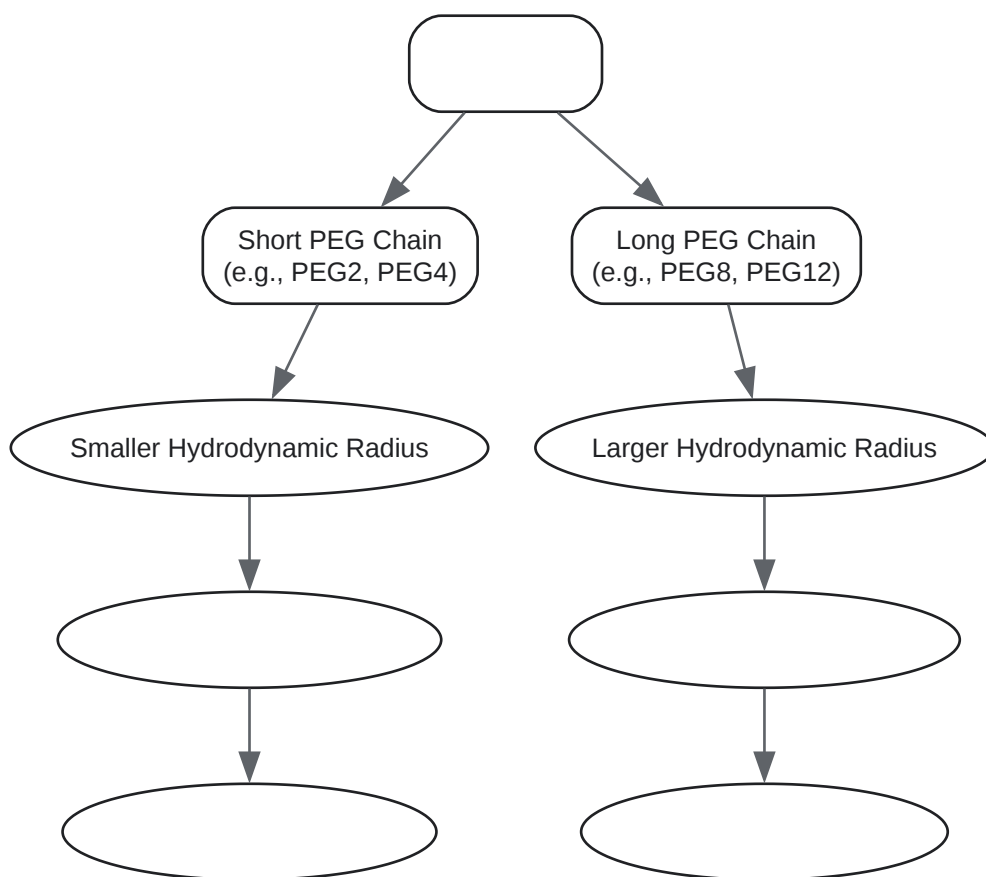 Short PEG Chain
(e.g., PEG2, PEG4)
Long PEG Chain
(e.g., PEG8, PEG12)
Smaller Hydrodynamic Radius
Larger Hydrodynamic Radius